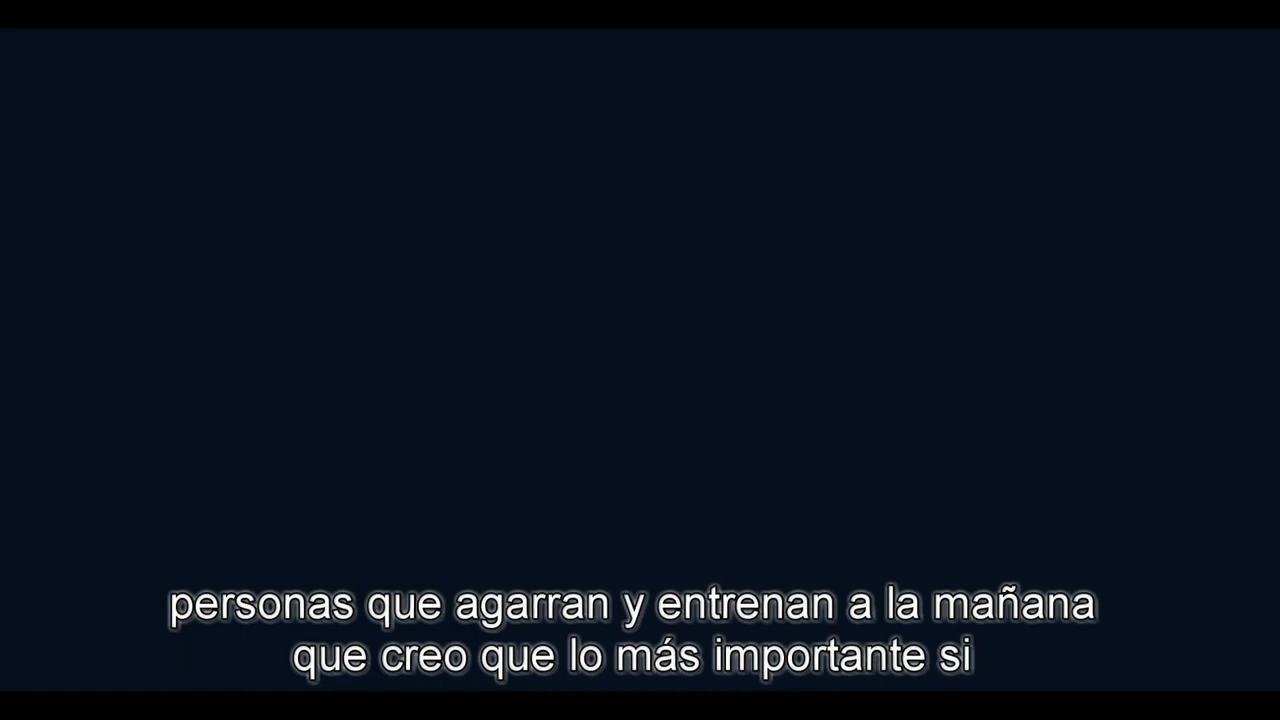 personas que agarran y entrenan a la mañana
que creo que lo más importante si